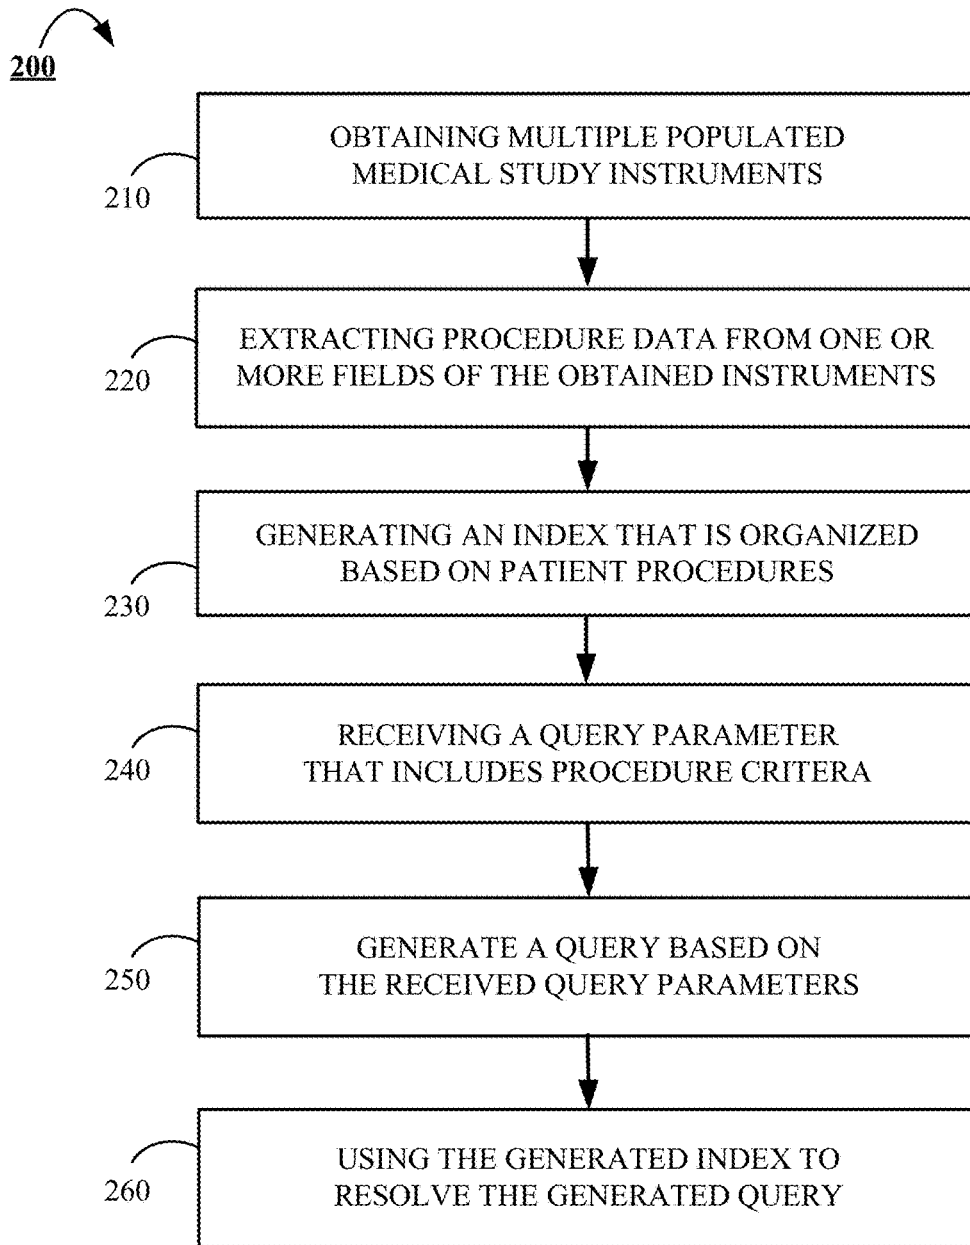 200
OBTAINING MULTIPLE POPULATED
MEDICAL STUDY INSTRUMENTS
210
EXTRACTING PROCEDURE DATA FROM ONE OR
MORE FIELDS OF THE OBTAINED INSTRUMENTS
220
GENERATING AN INDEX THAT IS ORGANIZED
BASED ON PATIENT PROCEDURES
230
RECEIVING A QUERY PARAMETER
THAT INCLUDES PROCEDURE CRITERA
240
GENERATE A QUERY BASED ON
THE RECEIVED QUERY PARAMETERS
250
USING THE GENERATED INDEX TO
RESOLVE THE GENERATED QUERY
260